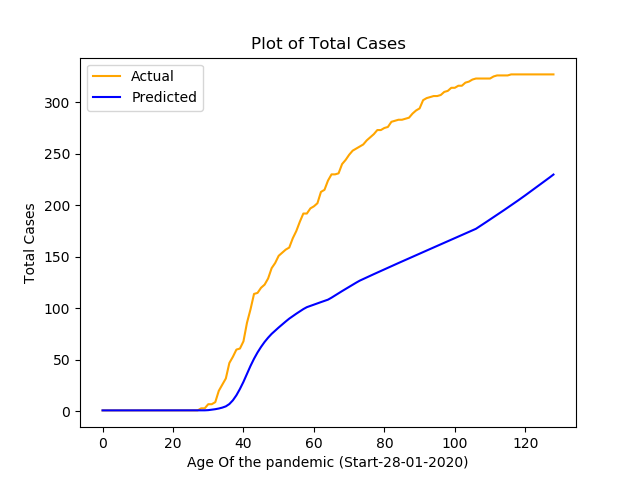 Plot of Total Cases
Actual
Predicted
300
250
200
150
100
50
0
Total Cases
0 20 40 60 80 100 120
Age Of the pandemic (Start-28-01-2020)